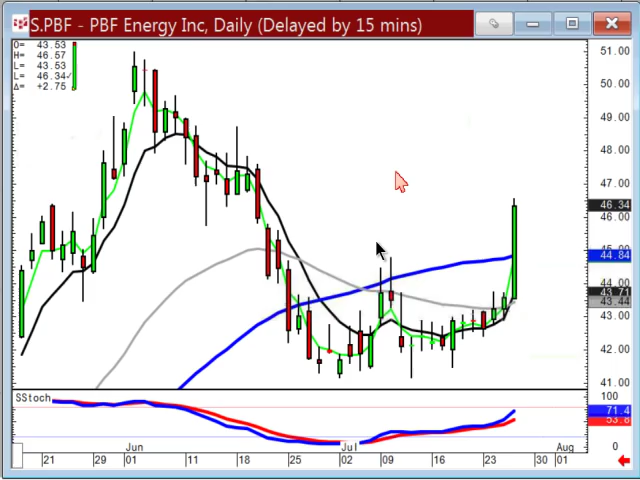 S.PBF - PBF Energy Inc, Daily (Delayed by 15 mins)
O= 43.53
H= 46.57
L= 43.53
L= 46.34
Δ= +2.75
51.00
50.00
49.00
48.00
47.00
46.34
44.84
44.00
43.71
43.44
43.00
42.00
41.00
SStoch
100
71.4
53.8
0
Jun Jul Aug
21 29 01 11 18 25 02 09 16 23 30 01